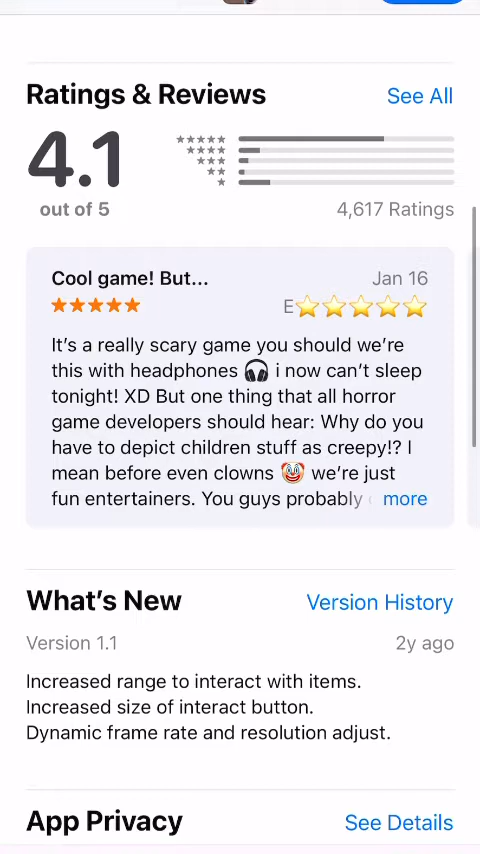 Ratings & Reviews
See All
4.1
out of 5
★★★★★
★★★★
★★★
★★
★
4,617 Ratings
Cool game! But...
Jan 16
★★★★★
E⭐⭐⭐⭐⭐
It's a really scary game you should we're
this with headphones 🎧 i now can't sleep
tonight! XD But one thing that all horror
game developers should hear: Why do you
have to depict children stuff as creepy!? I
mean before even clowns 🤡 we're just
fun entertainers. You guys probably
more
What's New
Version History
Version 1.1
2y ago
Increased range to interact with items.
Increased size of interact button.
Dynamic frame rate and resolution adjust.
App Privacy
See Details